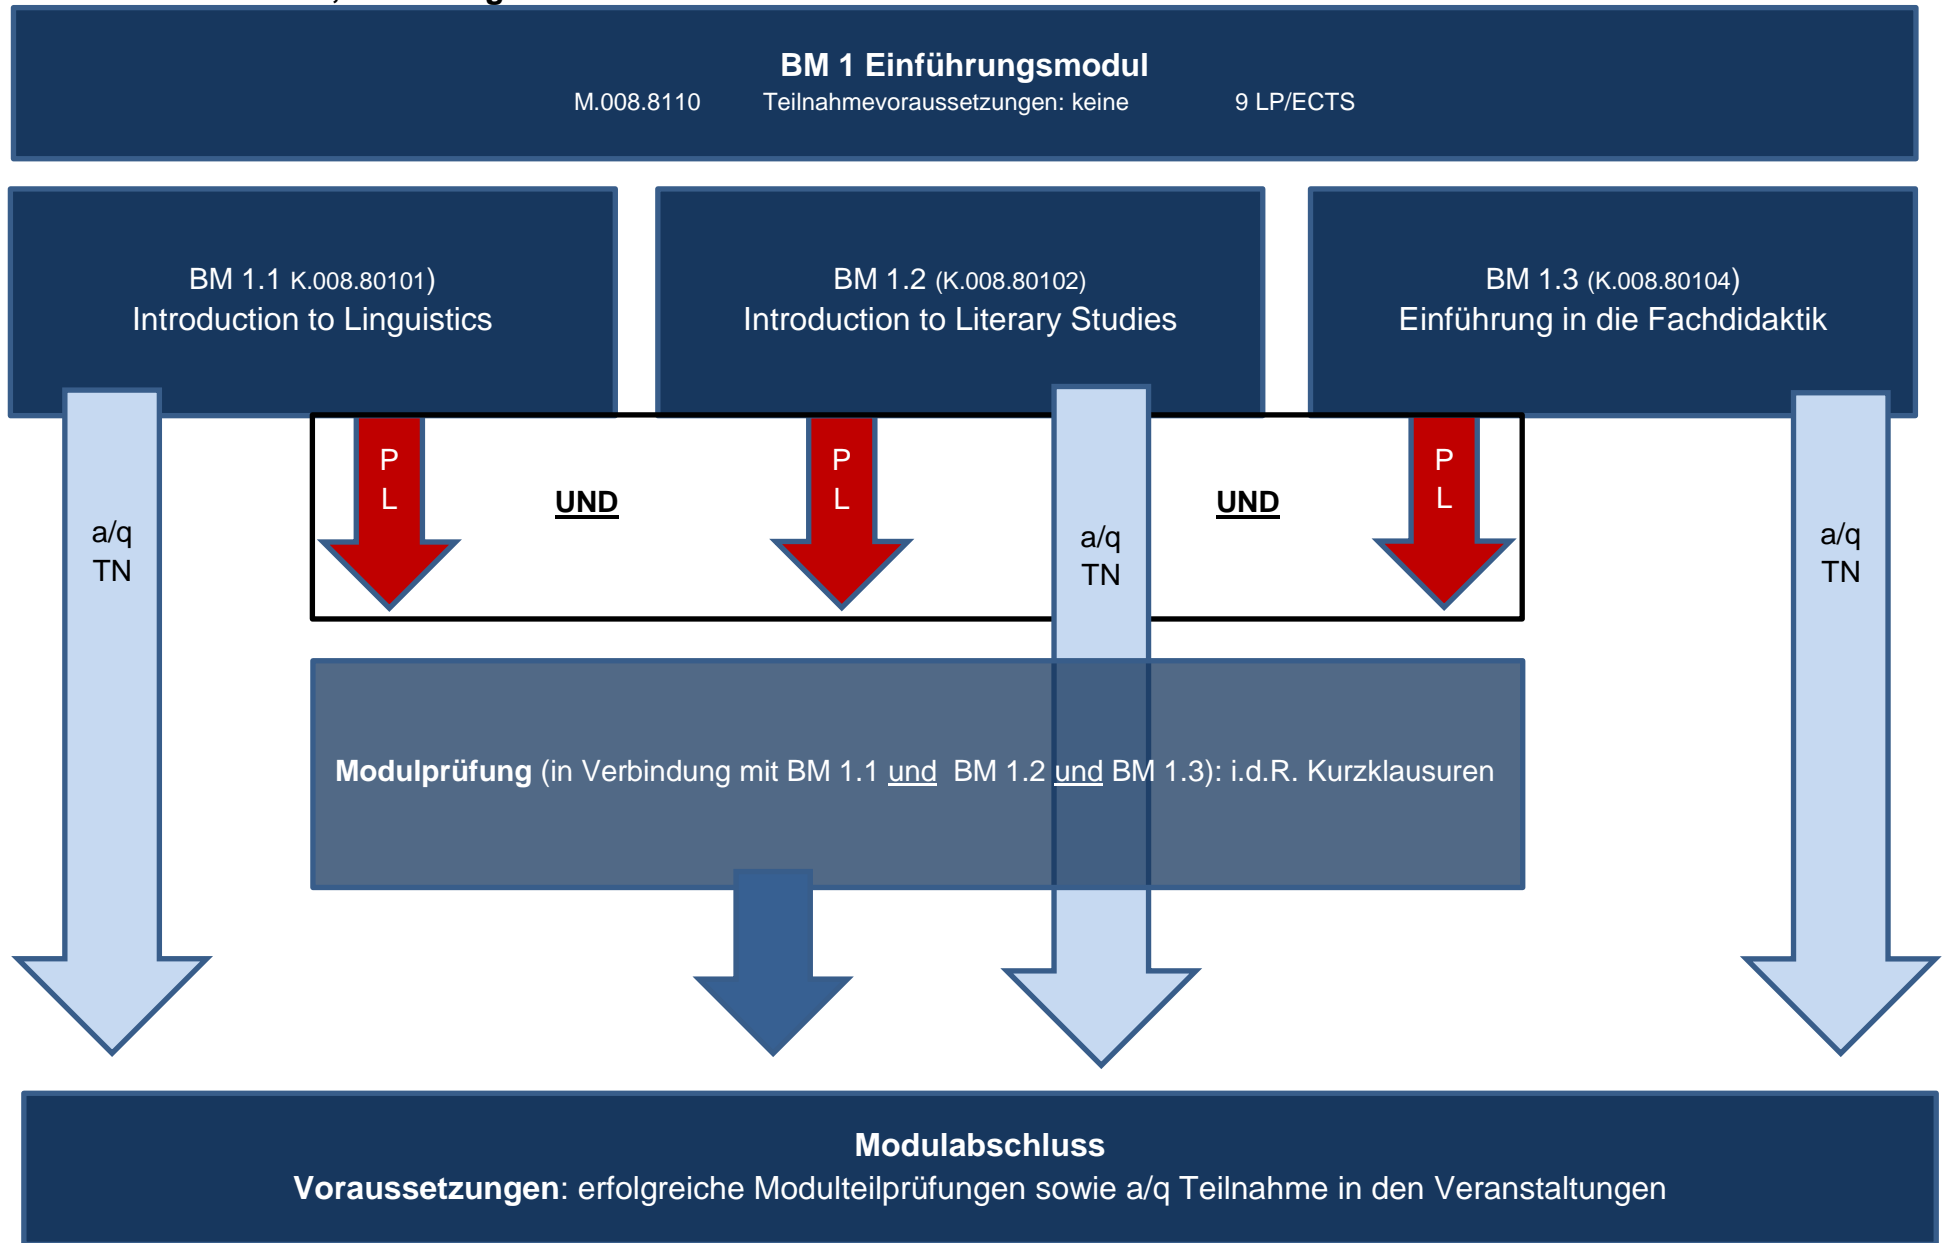 BM 1 Einführungsmodul
M.008.8110 Teilnahmevoraussetzungen: keine 9 LP/ECTS
BM 1.1 K.008.80101)
Introduction to Linguistics
BM 1.2 (K.008.80102)
Introduction to Literary Studies
BM 1.3 (K.008.80104)
Einführung in die Fachdidaktik
a/q
TN
P
L
UND
P
L
a/q
TN
UND
P
L
a/q
TN
Modulprüfung (in Verbindung mit BM 1.1 und BM 1.2 und BM 1.3): i.d.R. Kurzklausuren
Modulabschluss
Voraussetzungen: erfolgreiche Modulteilprüfungen sowie a/q Teilnahme in den Veranstaltungen